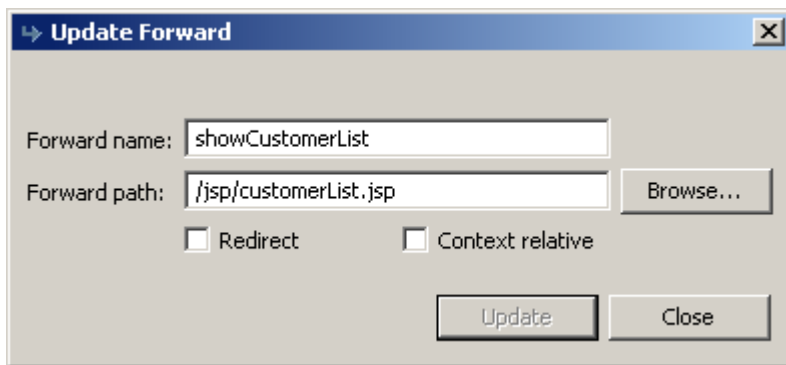 Update Forward
Forward name: showCustomerList
Forward path: /jsp/customerList.jsp Browse...
Redirect Context relative
Update Close